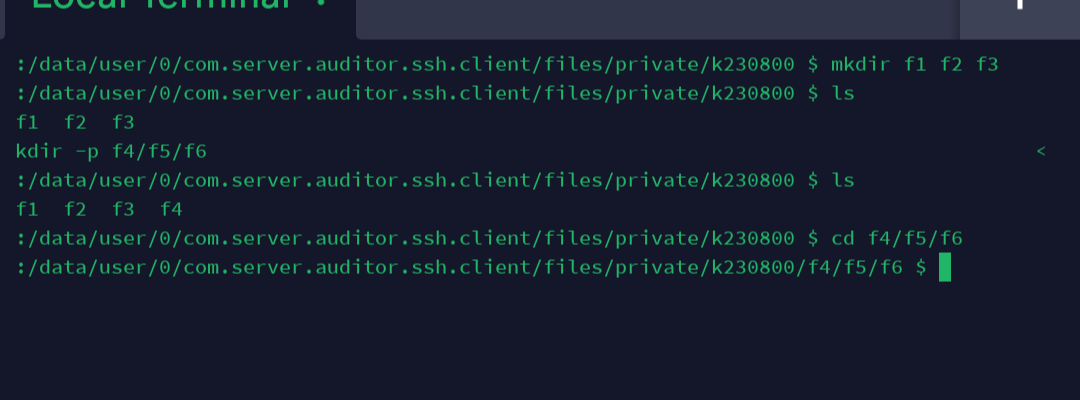 Local Terminal
:/data/user/0/com.server.auditor.ssh.client/files/private/k230800 $ mkdir f1 f2 f3
:/data/user/0/com.server.auditor.ssh.client/files/private/k230800 $ ls
f1  f2  f3
kdir -p f4/f5/f6 <
:/data/user/0/com.server.auditor.ssh.client/files/private/k230800 $ ls
f1  f2  f3  f4
:/data/user/0/com.server.auditor.ssh.client/files/private/k230800 $ cd f4/f5/f6
:/data/user/0/com.server.auditor.ssh.client/files/private/k230800/f4/f5/f6 $